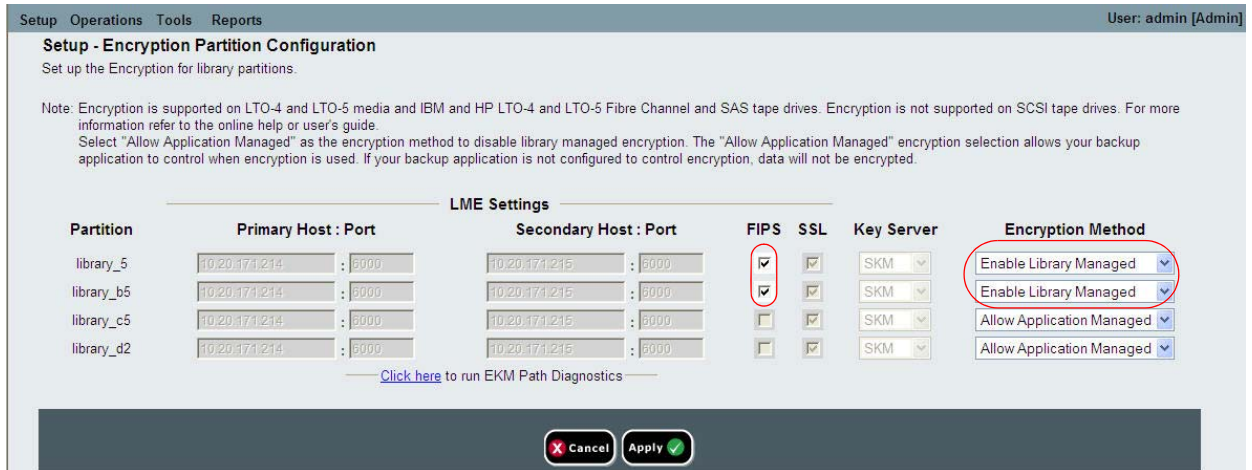 Setup Operations Tools Reports User: admin [Admin]
Setup - Encryption Partition Configuration
Set up the Encryption for library partitions.
Note: Encryption is supported on LTO-4 and LTO-5 media and IBM and HP LTO-4 and LTO-5 Fibre Channel and SAS tape drives. Encryption is not supported on SCSI tape drives. For more
information refer to the online help or user's guide.
Select "Allow Application Managed" as the encryption method to disable library managed encryption. The "Allow Application Managed" encryption selection allows your backup
application to control when encryption is used. If your backup application is not configured to control encryption, data will not be encrypted.
LME Settings
Partition Primary Host : Port Secondary Host : Port FIPS SSL Key Server Encryption Method
library_5 10.20.171.214 : 6000 10.20.171.215 : 6000 SKM Enable Library Managed
library_b5 10.20.171.214 : 6000 10.20.171.215 : 6000 SKM Enable Library Managed
library_c5 10.20.171.214 : 6000 10.20.171.215 : 6000 SKM Allow Application Managed
library_d2 10.20.171.214 : 6000 10.20.171.215 : 6000 SKM Allow Application Managed
Click here to run EKM Path Diagnostics
Cancel Apply